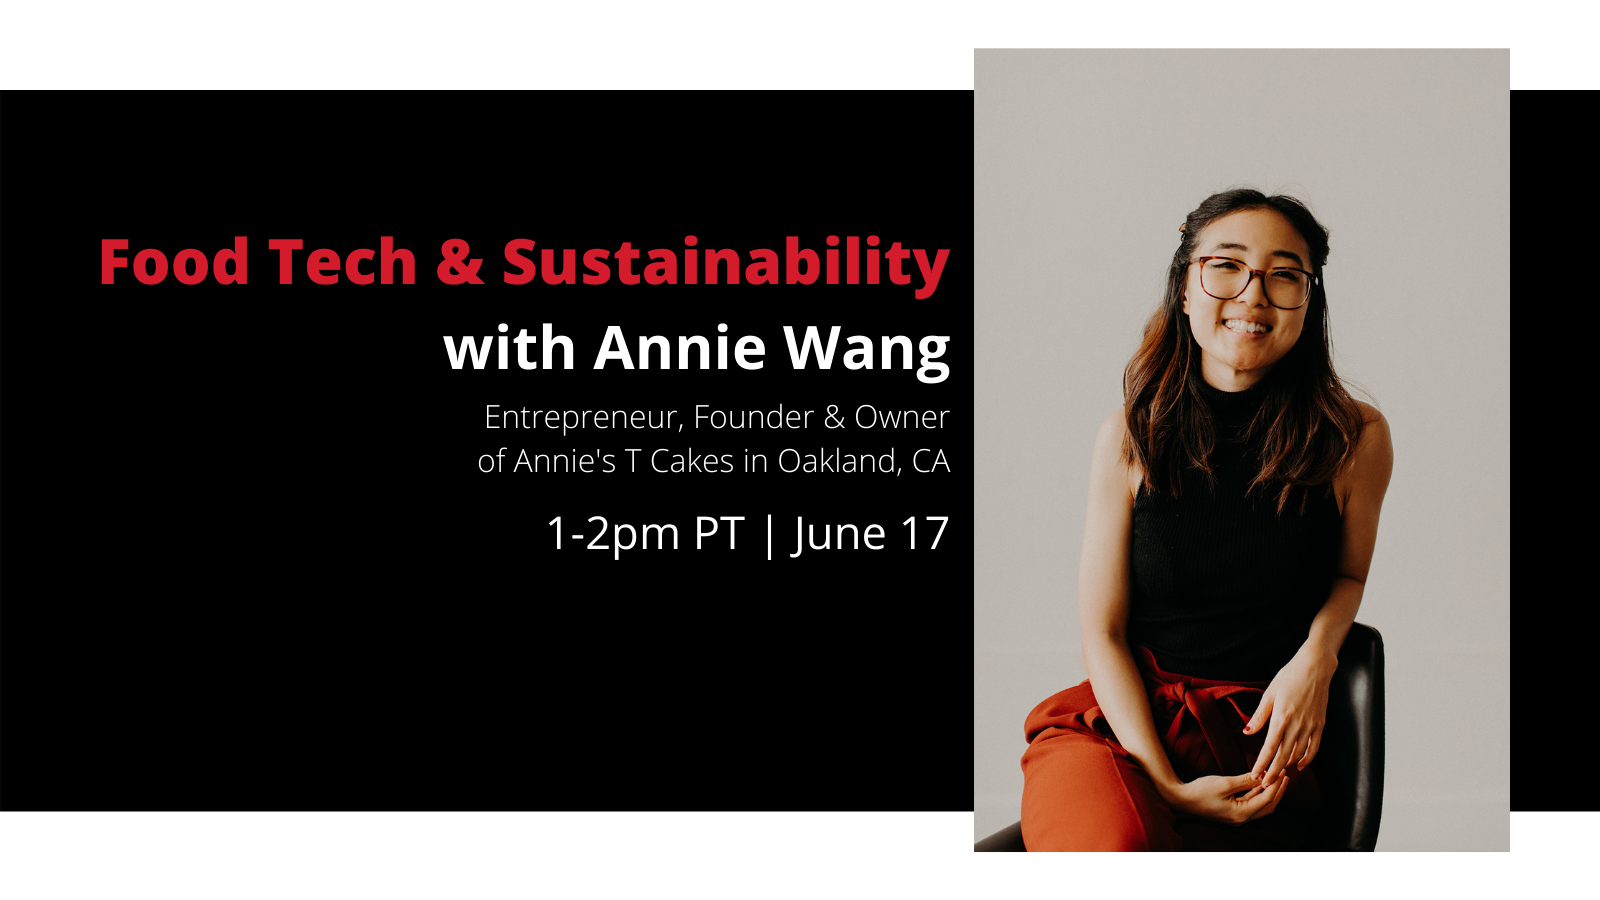 Food Tech & Sustainability
with Annie Wang
Entrepreneur, Founder & Owner
of Annie's T Cakes in Oakland, CA
1-2pm PT | June 17